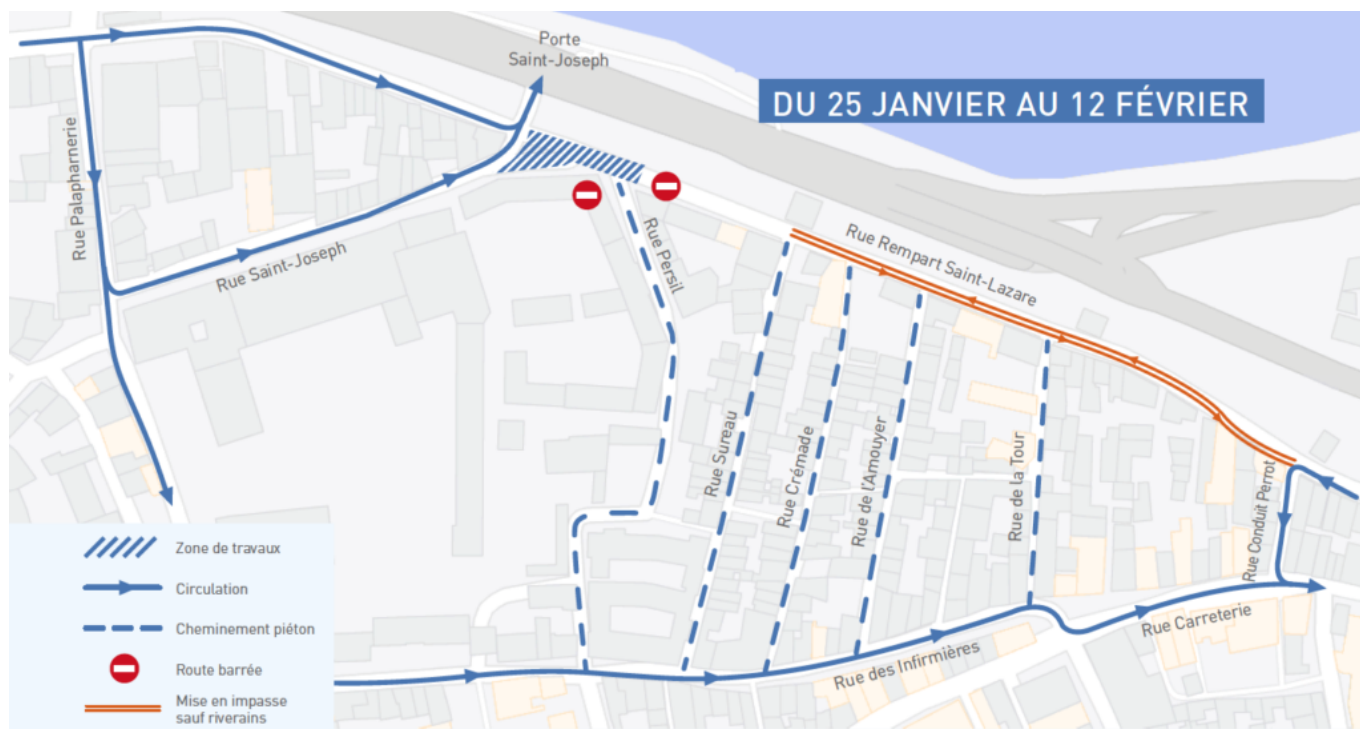 Porte
Saint-Joseph
DU 25 JANVIER AU 12 FÉVRIER
Rue Palapharnerie
Rue Saint-Joseph
Rue Persil
Rue Rempart Saint-Lazare
Rue Sureau
Rue Crémade
Rue de l'Amouyer
Rue de la Tour
Rue Conduit Perrot
Rue des Infirmières
Rue Carreterie
Zone de travaux
Circulation
Cheminement piéton
Route barrée
Mise en impasse
sauf riverains